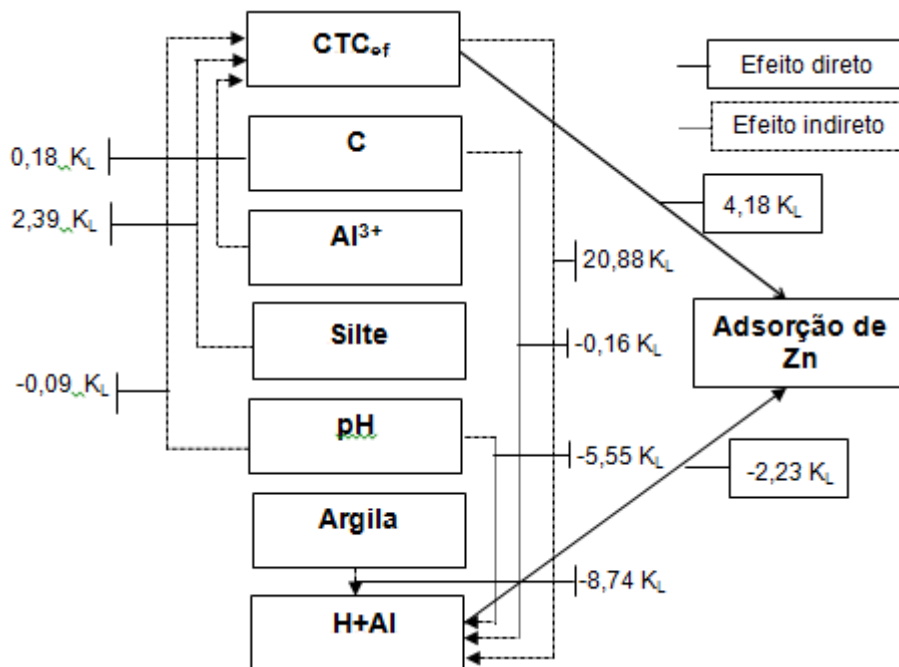 CTCef
Efeito direto
C
Efeito indireto
0,18 KL
4,18 KL
Al³⁺
2,39 KL
20,88 KL
Silte
Adsorção de
Zn
-0,16 KL
-0,09 KL
pH
-5,55 KL
-2,23 KL
Argila
-8,74 KL
H+Al